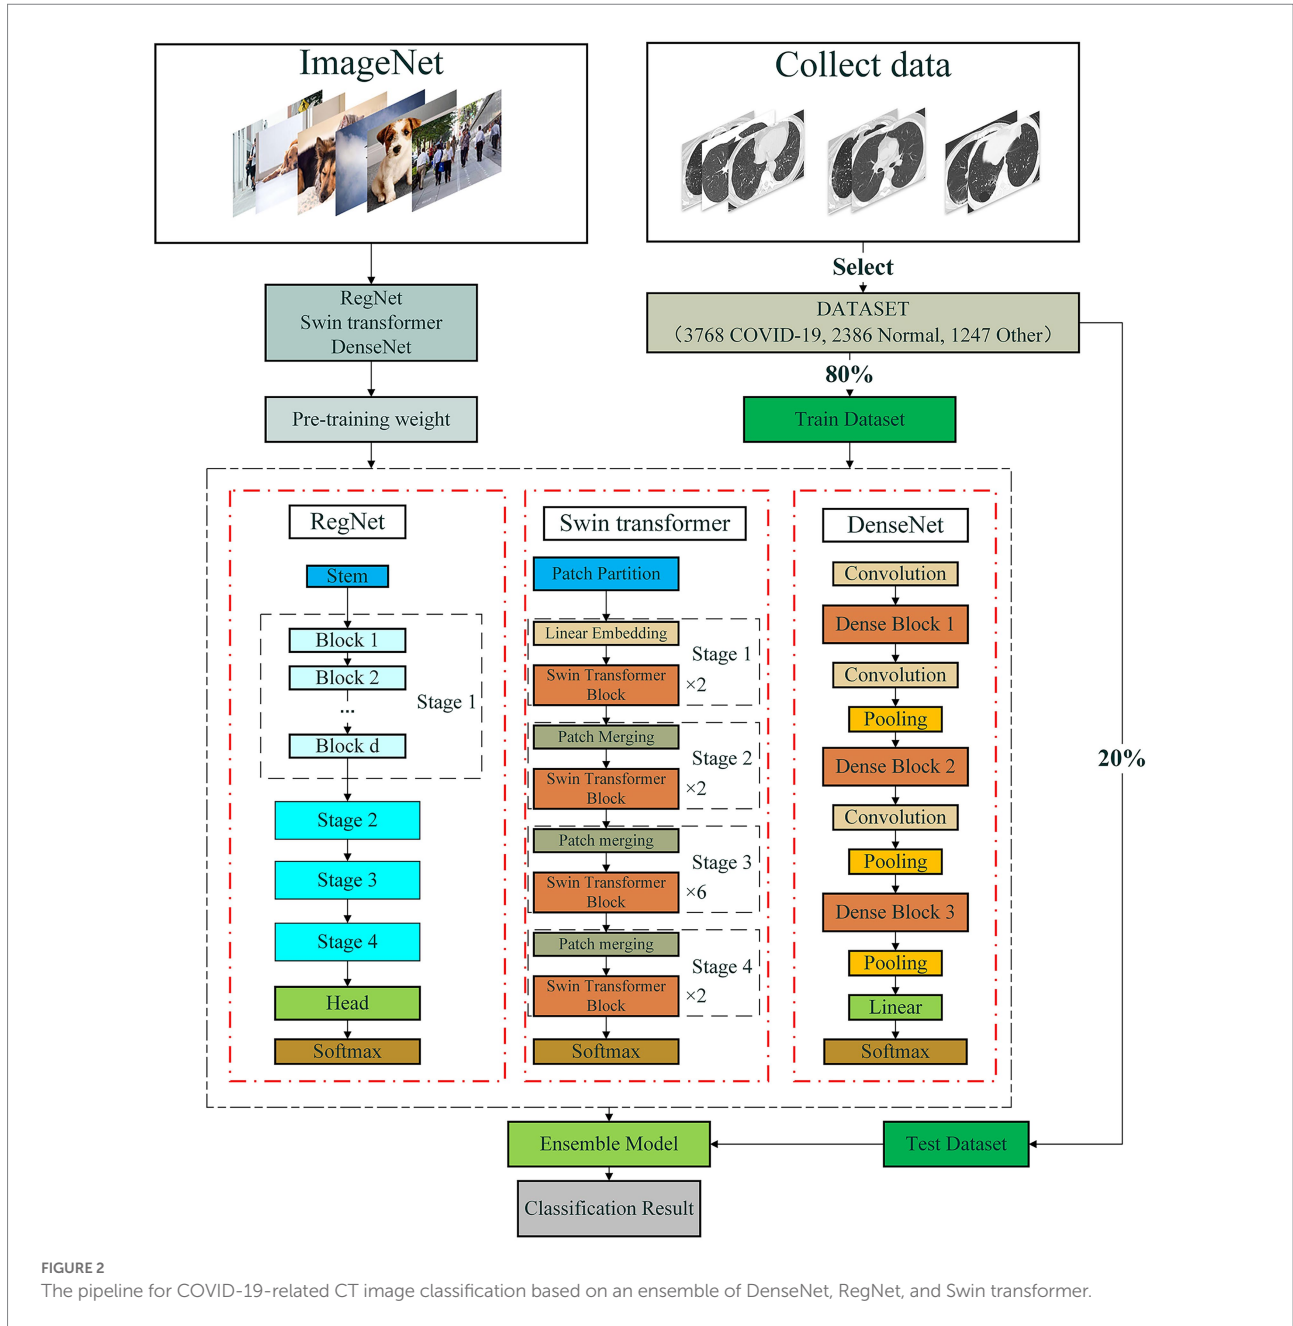 ImageNet
Collect data
Select
RegNet
Swin transformer
DenseNet
DATASET
（3768 COVID-19, 2386 Normal, 1247 Other）
80%
Pre-training weight
Train Dataset
RegNet
Stem
Block 1
Block 2
...
Block d
Stage 1
Stage 2
Stage 3
Stage 4
Head
Softmax
Swin transformer
Patch Partition
Linear Embedding
Stage 1
Swin Transformer
Block
×2
Patch Merging
Stage 2
Swin Transformer
Block
×2
Patch merging
Stage 3
Swin Transformer
Block
×6
Patch merging
Stage 4
Swin Transformer
Block
×2
Softmax
DenseNet
Convolution
Dense Block 1
Convolution
Pooling
Dense Block 2
Convolution
Pooling
Dense Block 3
Pooling
Linear
Softmax
20%
Ensemble Model
Test Dataset
Classification Result
FIGURE 2
The pipeline for COVID-19-related CT image classification based on an ensemble of DenseNet, RegNet, and Swin transformer.